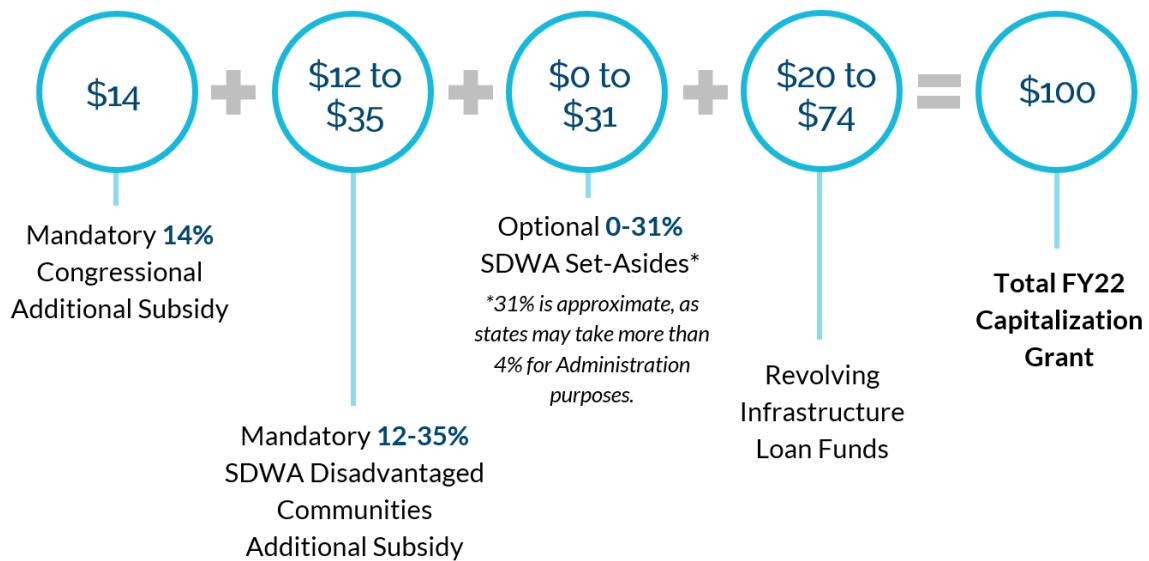 $14
$12 to
$35
$0 to
$31
$20 to
$74
$100
Mandatory 14%
Congressional
Additional Subsidy
Mandatory 12-35%
SDWA Disadvantaged
Communities
Additional Subsidy
Optional 0-31%
SDWA Set-Asides*
*31% is approximate, as
states may take more than
4% for Administration
purposes.
Revolving
Infrastructure
Loan Funds
Total FY22
Capitalization
Grant